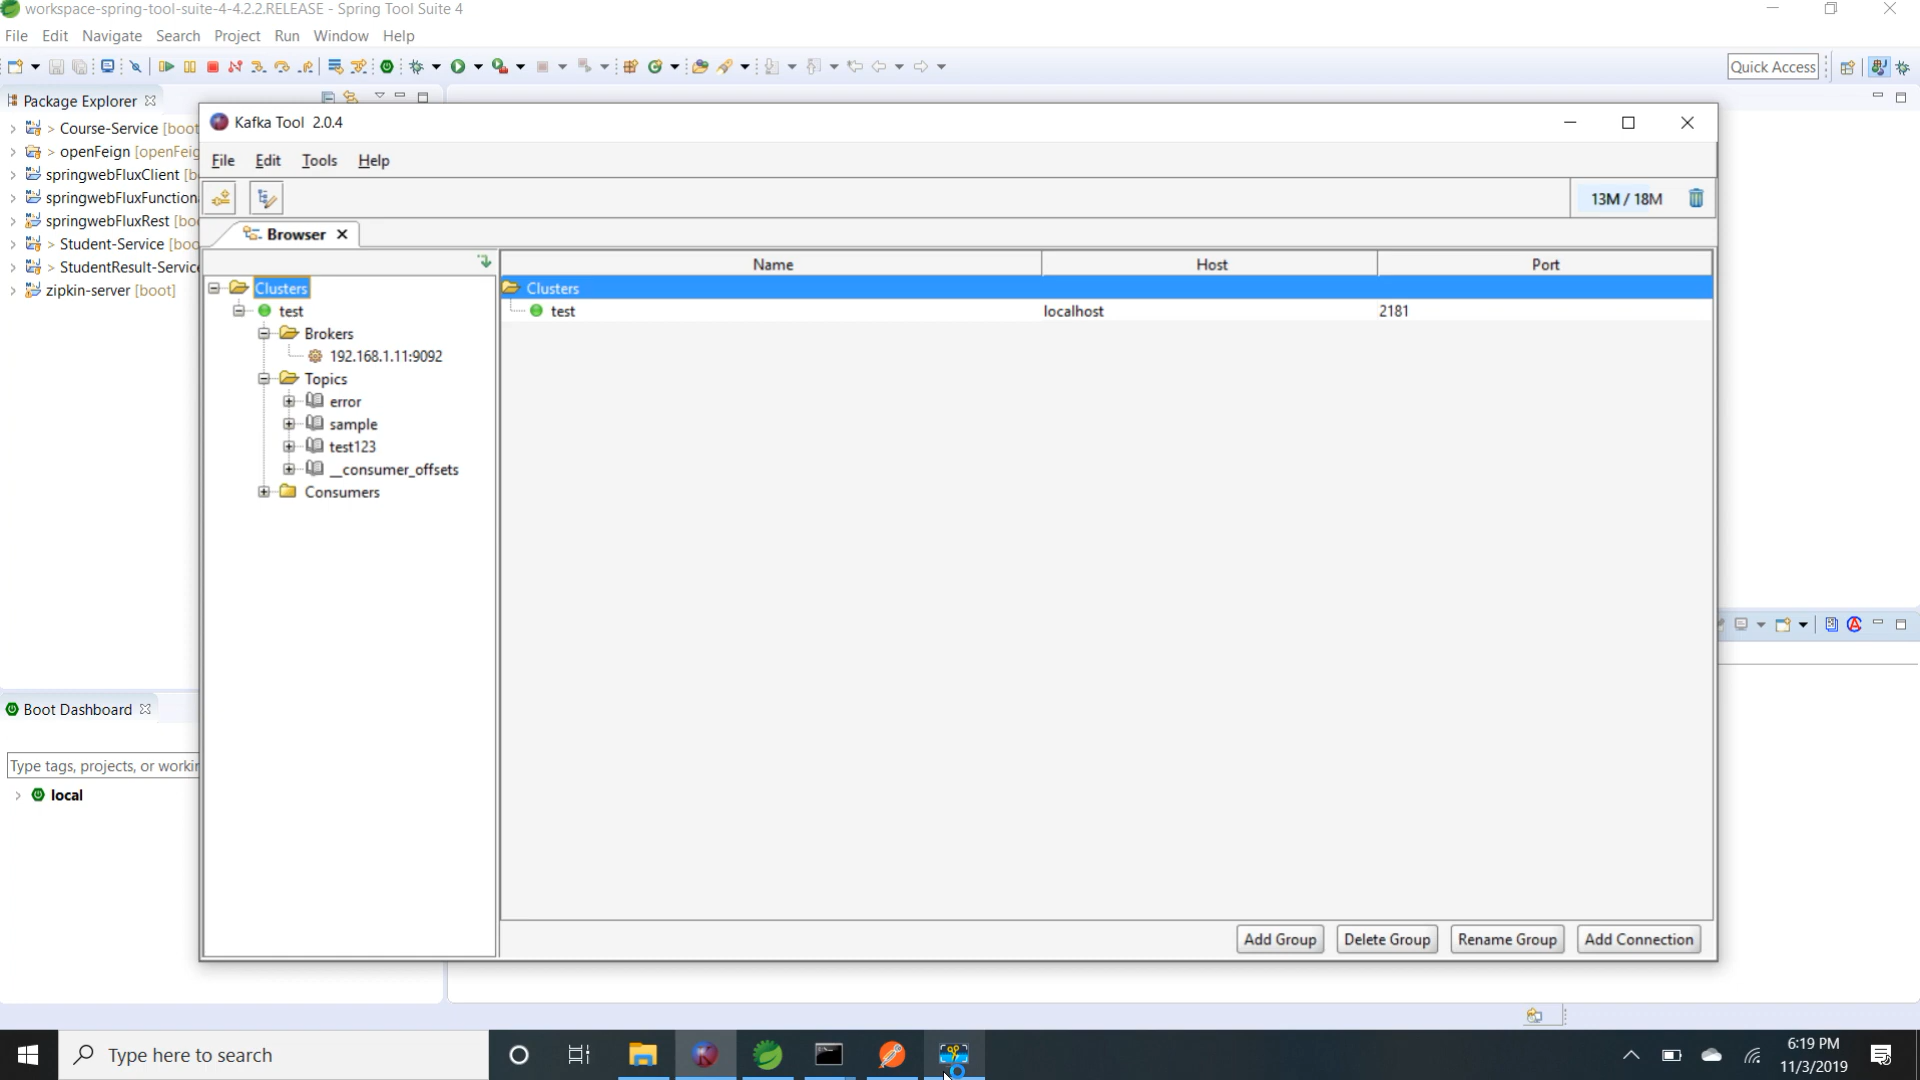 workspace-spring-tool-suite-4-4.2.2.RELEASE - Spring Tool Suite 4
File Edit Navigate Search Project Run Window Help
Quick Access
Package Explorer
> Course-Service [boot
> openFeign [openFeig
springwebFluxClient [b
springwebFluxFunction
springwebFluxRest [bo
> Student-Service [boo
> StudentResult-Service
zipkin-server [boot]
Kafka Tool 2.0.4
File Edit Tools Help
13M / 18M
Browser
Clusters
test
Brokers
192.168.1.11:9092
Topics
error
sample
test123
__consumer_offsets
Consumers
Name Host Port
Clusters
test localhost 2181
Add Group Delete Group Rename Group Add Connection
Boot Dashboard
Type tags, projects, or workin
local
Type here to search
6:19 PM
11/3/2019